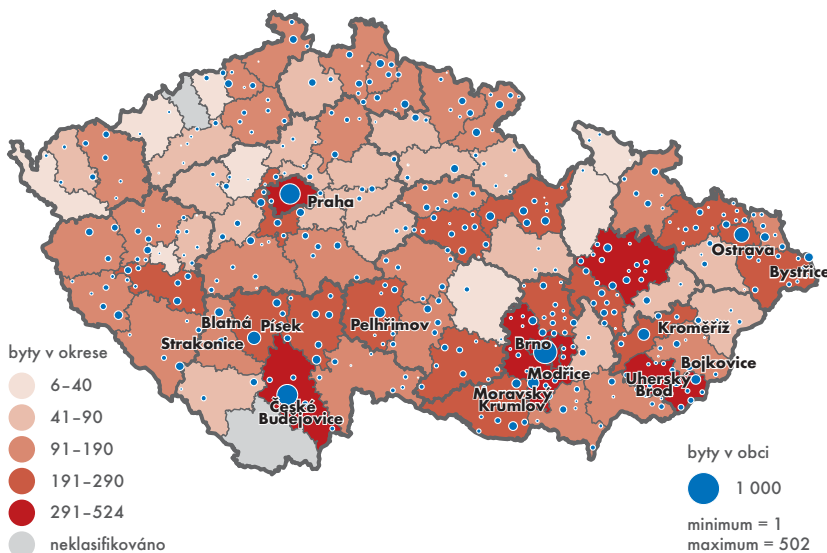 Praha
Ostrava
Bystřice
Blatná
Písek
Pelhřimov
Strakonice
Kroměříž
Brno
Modřice
Bojkovice
Uherský
Brod
Moravský
Krumlov
České
Budějovice
byty v okrese
6–40
41–90
91–190
191–290
291–524
neklasifikováno
byty v obci
1 000
minimum = 1
maximum = 502